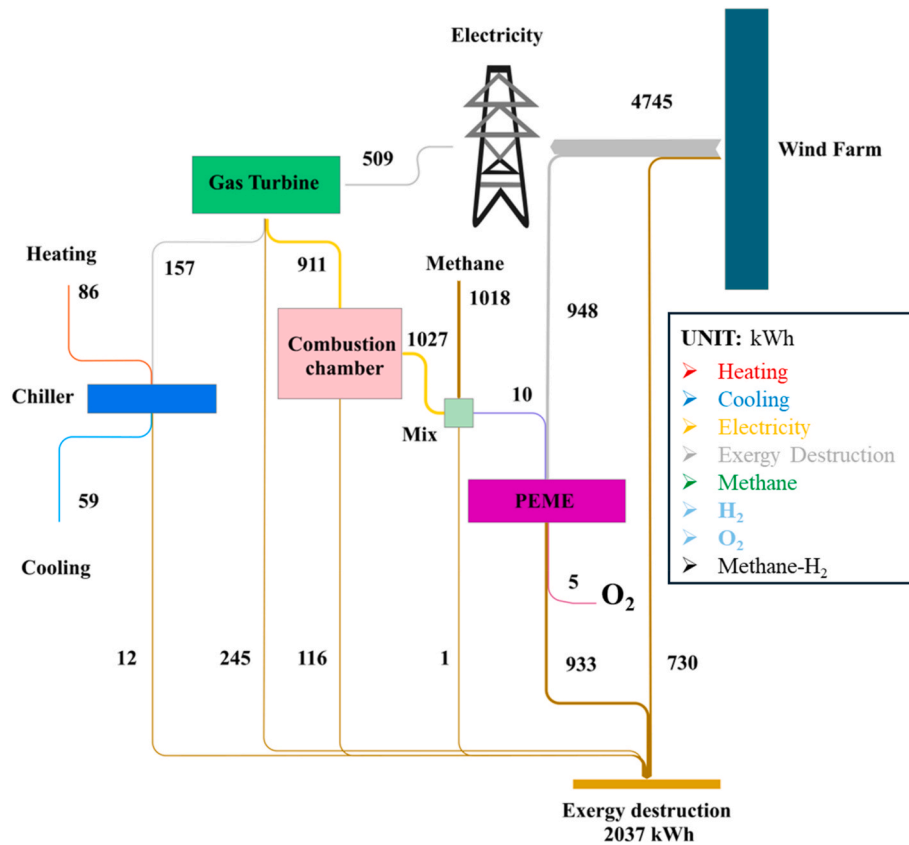 Electricity
4745
Wind Farm
509
Gas Turbine
Heating
157
911
Methane
86
1018
948
UNIT: kWh
Heating
Cooling
Electricity
Exergy Destruction
Methane
H₂
O₂
Methane-H₂
Combustion
chamber
1027
Chiller
10
Mix
59
PEME
Cooling
5
O₂
12
245
116
1
933
730
Exergy destruction
2037 kWh